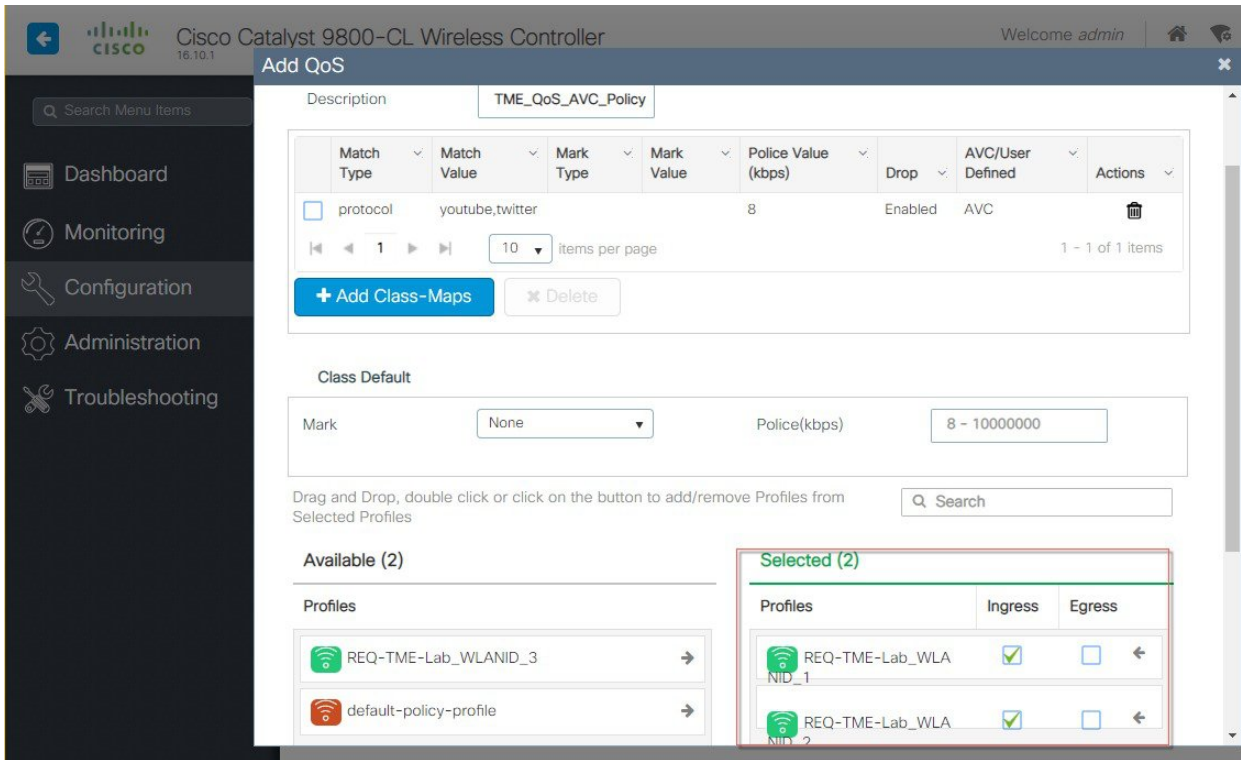 CISCO
Cisco Catalyst 9800-CL Wireless Controller
16.10.1
Welcome admin
Add QoS
Search Menu Items
Dashboard
Monitoring
Configuration
Administration
Troubleshooting
Description TME_QoS_AVC_Policy
Match Type Match Value Mark Type Mark Value Police Value (kbps) Drop AVC/User Defined Actions
protocol youtube,twitter 8 Enabled AVC
1 10 items per page 1 - 1 of 1 items
+ Add Class-Maps × Delete
Class Default
Mark None Police(kbps) 8 - 10000000
Drag and Drop, double click or click on the button to add/remove Profiles from
Selected Profiles
Search
Available (2)
Profiles
REQ-TME-Lab_WLANID_3
default-policy-profile
Selected (2)
Profiles Ingress Egress
REQ-TME-Lab_WLA
NID_1
REQ-TME-Lab_WLA
NID_2